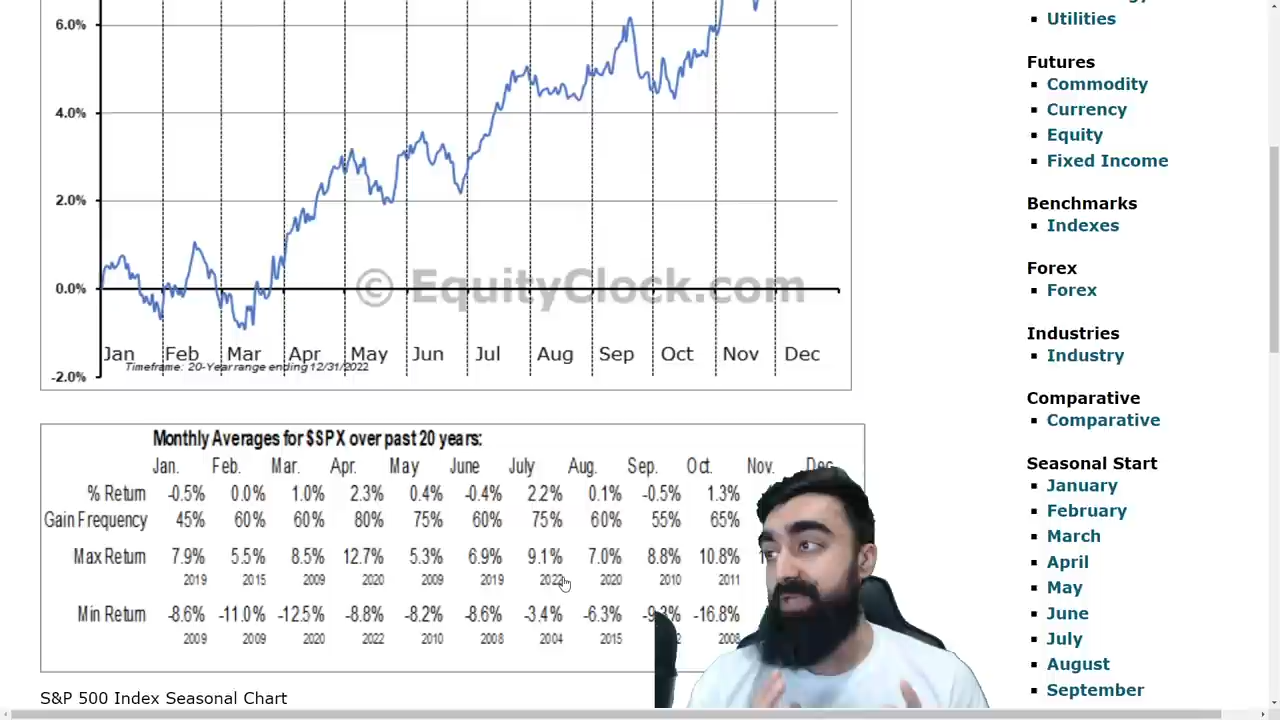 6.0%
4.0%
2.0%
0.0%
-2.0%
© EquityClock.com
Jan Feb Mar Apr May Jun Jul Aug Sep Oct Nov Dec
Timeframe: 20-Year range ending 12/31/2022
Monthly Averages for $SPX over past 20 years:
Jan. Feb. Mar. Apr. May June July Aug. Sep. Oct. Nov. Dec.
% Return -0.5% 0.0% 1.0% 2.3% 0.4% -0.4% 2.2% 0.1% -0.5% 1.3%
Gain Frequency 45% 60% 60% 80% 75% 60% 75% 60% 55% 65%
Max Return 7.9% 5.5% 8.5% 12.7% 5.3% 6.9% 9.1% 7.0% 8.8% 10.8%
2019 2015 2009 2020 2009 2019 2022 2020 2010 2011
Min Return -8.6% -11.0% -12.5% -8.8% -8.2% -8.6% -3.4% -6.3% -16.8%
2009 2009 2020 2022 2010 2008 2004 2015 2008
S&P 500 Index Seasonal Chart
Utilities
Futures
Commodity
Currency
Equity
Fixed Income
Benchmarks
Indexes
Forex
Forex
Industries
Industry
Comparative
Comparative
Seasonal Start
January
February
March
April
May
June
July
August
September